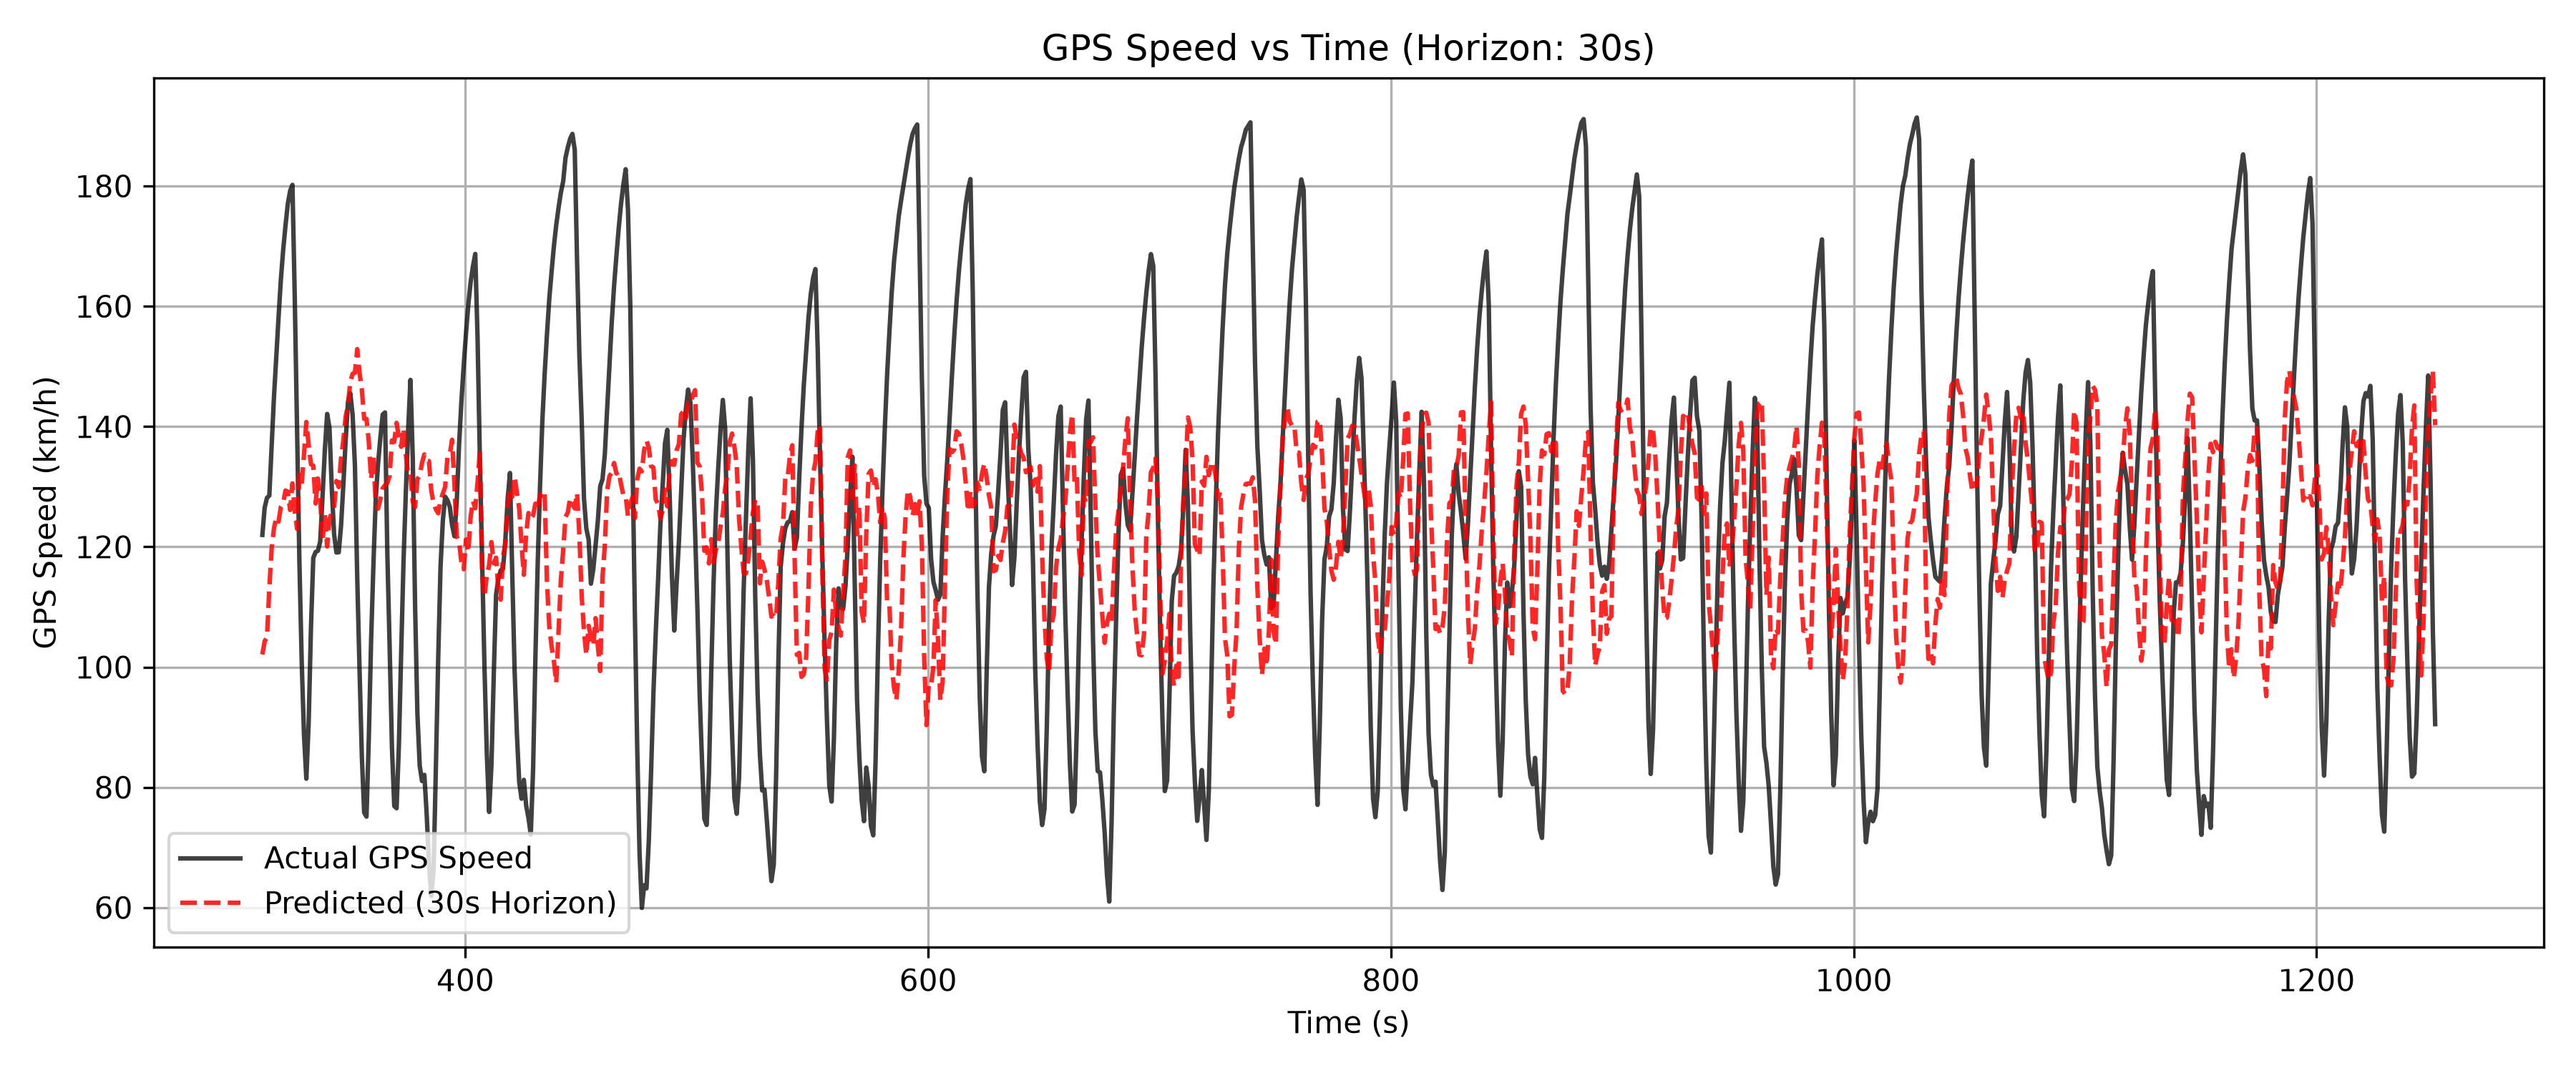 GPS Speed vs Time (Horizon: 30s)
GPS Speed (km/h)
180
160
140
120
100
80
60
Actual GPS Speed
Predicted (30s Horizon)
400
600
800
1000
1200
Time (s)